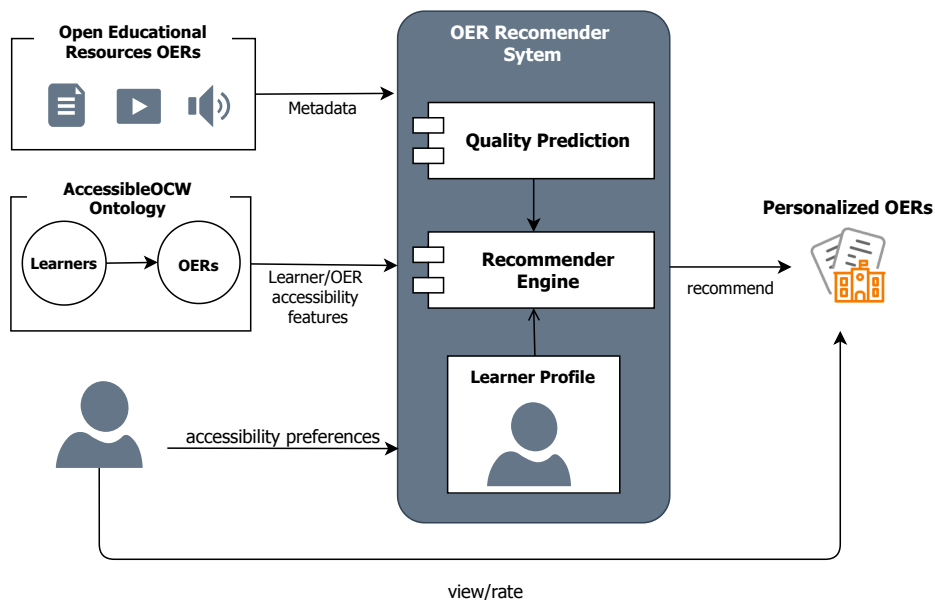 Open Educational
Resources OERs
Metadata
OER Recomender
Sytem
Quality Prediction
AccessibleOCW
Ontology
Learners
OERs
Learner/OER
accessibility
features
Recommender
Engine
recommend
Personalized OERs
Learner Profile
accessibility preferences
view/rate